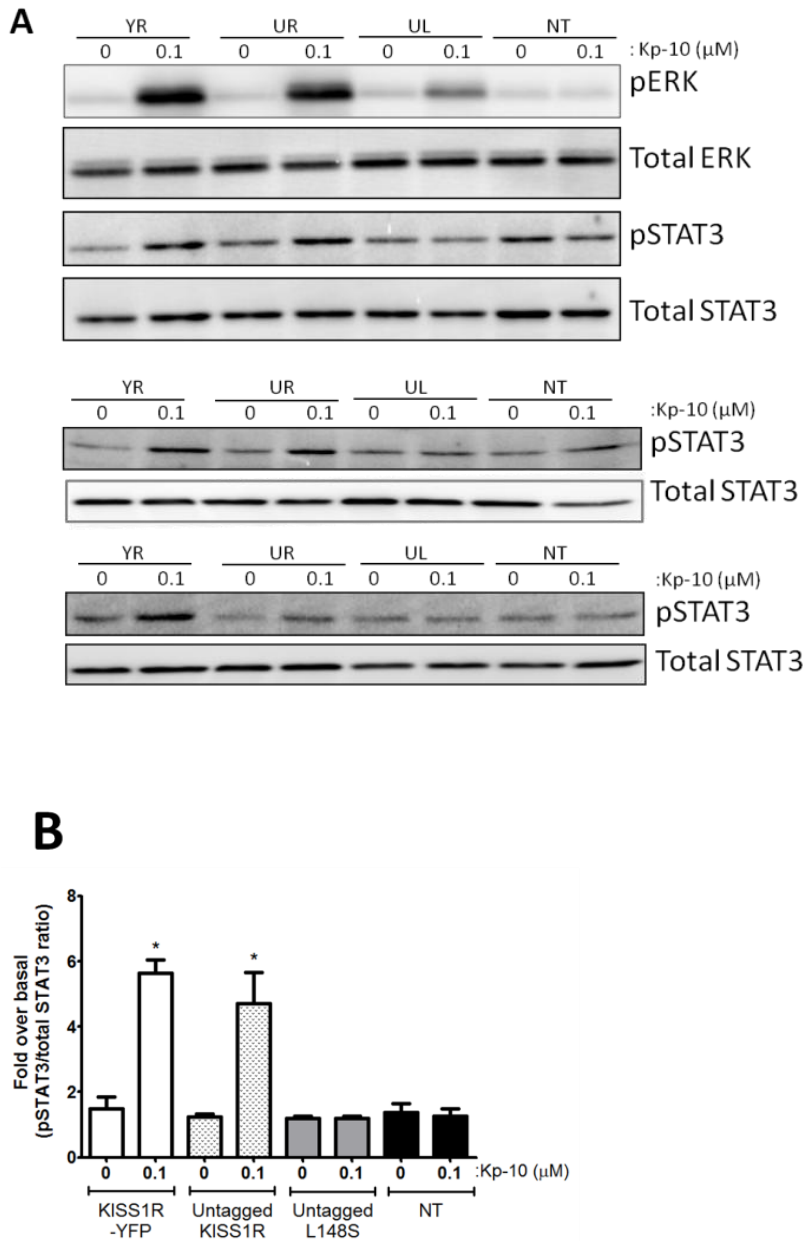 A
YR UR UL NT
0 0.1 0 0.1 0 0.1 0 0.1 : Kp-10 (μM)
pERK
Total ERK
pSTAT3
Total STAT3
YR UR UL NT
0 0.1 0 0.1 0 0.1 0 0.1 :Kp-10 (μM)
pSTAT3
Total STAT3
YR UR UL NT
0 0.1 0 0.1 0 0.1 0 0.1 :Kp-10 (μM)
pSTAT3
Total STAT3
B
Fold over basal
(pSTAT3/total STAT3 ratio)
8
6
4
2
0
* *
0 0.1 0 0.1 0 0.1 0 0.1 :Kp-10 (μM)
KISS1R Untagged Untagged NT
-YFP KISS1R L148S